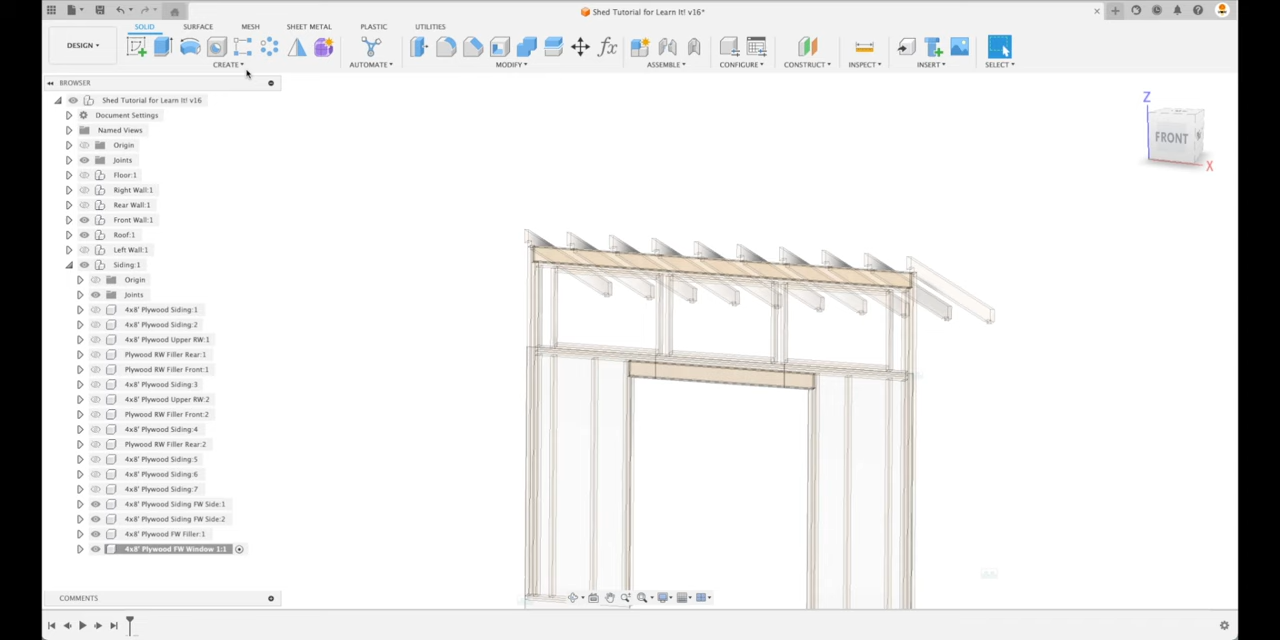 Shed Tutorial for Learn It! v16*
SOLID SURFACE MESH SHEET METAL PLASTIC UTILITIES
DESIGN
CREATE AUTOMATE MODIFY ASSEMBLE CONFIGURE CONSTRUCT INSPECT INSERT SELECT
BROWSER
Shed Tutorial for Learn It! v16
Document Settings
Named Views
Origin
Joints
Floor:1
Right Wall:1
Rear Wall:1
Front Wall:1
Roof:1
Left Wall:1
Siding:1
Origin
Joints
4x8' Plywood Siding:1
4x8' Plywood Siding:2
4x8' Plywood Upper RW:1
Plywood RW Filler Rear:1
Plywood RW Filler Front:1
4x8' Plywood Siding:3
4x8' Plywood Upper RW:2
Plywood RW Filler Front:2
4x8' Plywood Siding:4
Plywood RW Filler Rear:2
4x8' Plywood Siding:5
4x8' Plywood Siding:6
4x8' Plywood Siding:7
4x8' Plywood Siding FW Side:1
4x8' Plywood Siding FW Side:2
4x8' Plywood FW Filler:1
4x8' Plywood FW Window 1:1
COMMENTS
Z
FRONT
X